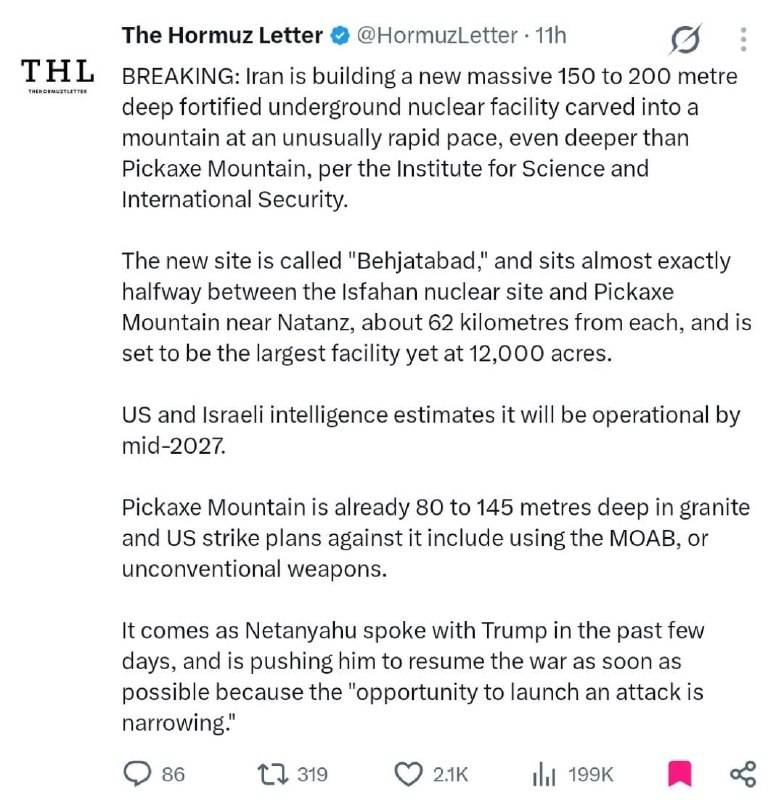 The Hormuz Letter @HormuzLetter · 11h
THL
THEHORMUZTLETTER
BREAKING: Iran is building a new massive 150 to 200 metre
deep fortified underground nuclear facility carved into a
mountain at an unusually rapid pace, even deeper than
Pickaxe Mountain, per the Institute for Science and
International Security.
The new site is called "Behjatabad," and sits almost exactly
halfway between the Isfahan nuclear site and Pickaxe
Mountain near Natanz, about 62 kilometres from each, and is
set to be the largest facility yet at 12,000 acres.
US and Israeli intelligence estimates it will be operational by
mid-2027.
Pickaxe Mountain is already 80 to 145 metres deep in granite
and US strike plans against it include using the MOAB, or
unconventional weapons.
It comes as Netanyahu spoke with Trump in the past few
days, and is pushing him to resume the war as soon as
possible because the "opportunity to launch an attack is
narrowing."
86 319 2.1K 199K